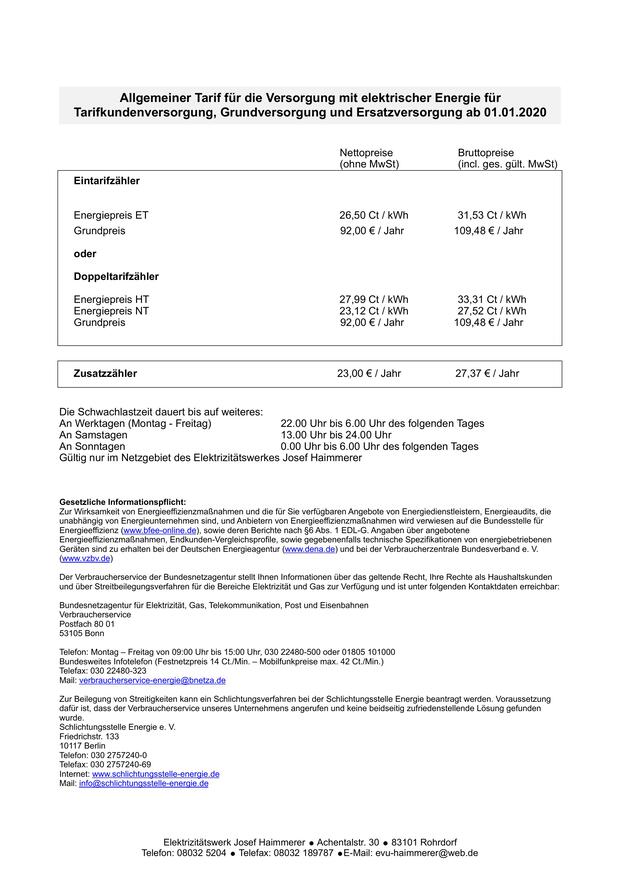 Allgemeiner Tarif für die Versorgung mit elektrischer Energie für
Tarifkundenversorgung, Grundversorgung und Ersatzversorgung ab 01.01.2020
Nettopreise Bruttopreise
(ohne MwSt) (incl. ges. gült. MwSt)
Eintarifzähler
Energiepreis ET 26,50 Ct / kWh 31,53 Ct / kWh
Grundpreis 92,00 € / Jahr 109,48 € / Jahr
oder
Doppeltarifzähler
Energiepreis HT 27,99 Ct / kWh 33,31 Ct / kWh
Energiepreis NT 23,12 Ct / kWh 27,52 Ct / kWh
Grundpreis 92,00 € / Jahr 109,48 € / Jahr
Zusatzzähler 23,00 € / Jahr 27,37 € / Jahr
Die Schwachlastzeit dauert bis auf weiteres:
An Werktagen (Montag - Freitag) 22.00 Uhr bis 6.00 Uhr des folgenden Tages
An Samstagen 13.00 Uhr bis 24.00 Uhr
An Sonntagen 0.00 Uhr bis 6.00 Uhr des folgenden Tages
Gültig nur im Netzgebiet des Elektrizitätswerkes Josef Haimmerer
Gesetzliche Informationspflicht:
Zur Wirksamkeit von Energieeffizienzmaßnahmen und die für Sie verfügbaren Angebote von Energiedienstleistern, Energieaudits, die
unabhängig von Energieunternehmen sind, und Anbietern von Energieeffizienzmaßnahmen wird verwiesen auf die Bundesstelle für
Energieeffizienz (www.bfee-online.de), sowie deren Berichte nach §6 Abs. 1 EDL-G. Angaben über angebotene
Energieeffizienzmaßnahmen, Endkunden-Vergleichsprofile, sowie gegebenenfalls technische Spezifikationen von energiebetriebenen
Geräten sind zu erhalten bei der Deutschen Energieagentur (www.dena.de) und bei der Verbraucherzentrale Bundesverband e. V.
(www.vzbv.de)
Der Verbraucherservice der Bundesnetzagentur stellt Ihnen Informationen über das geltende Recht, Ihre Rechte als Haushaltskunden
und über Streitbeilegungsverfahren für die Bereiche Elektrizität und Gas zur Verfügung und ist unter folgenden Kontaktdaten erreichbar:
Bundesnetzagentur für Elektrizität, Gas, Telekommunikation, Post und Eisenbahnen
Verbraucherservice
Postfach 80 01
53105 Bonn
Telefon: Montag – Freitag von 09:00 Uhr bis 15:00 Uhr, 030 22480-500 oder 01805 101000
Bundesweites Infotelefon (Festnetzpreis 14 Ct./Min. – Mobilfunkpreise max. 42 Ct./Min.)
Telefax: 030 22480-323
Mail: verbraucherservice-energie@bnetza.de
Zur Beilegung von Streitigkeiten kann ein Schlichtungsverfahren bei der Schlichtungsstelle Energie beantragt werden. Voraussetzung
dafür ist, dass der Verbraucherservice unseres Unternehmens angerufen und keine beidseitig zufriedenstellende Lösung gefunden
wurde.
Schlichtungsstelle Energie e. V.
Friedrichstr. 133
10117 Berlin
Telefon: 030 2757240-0
Telefax: 030 2757240-69
Internet: www.schlichtungsstelle-energie.de
Mail: info@schlichtungsstelle-energie.de
Elektrizitätswerk Josef Haimmerer ● Achentalstr. 30 ● 83101 Rohrdorf
Telefon: 08032 5204 ● Telefax: 08032 189787 ●E-Mail: evu-haimmerer@web.de